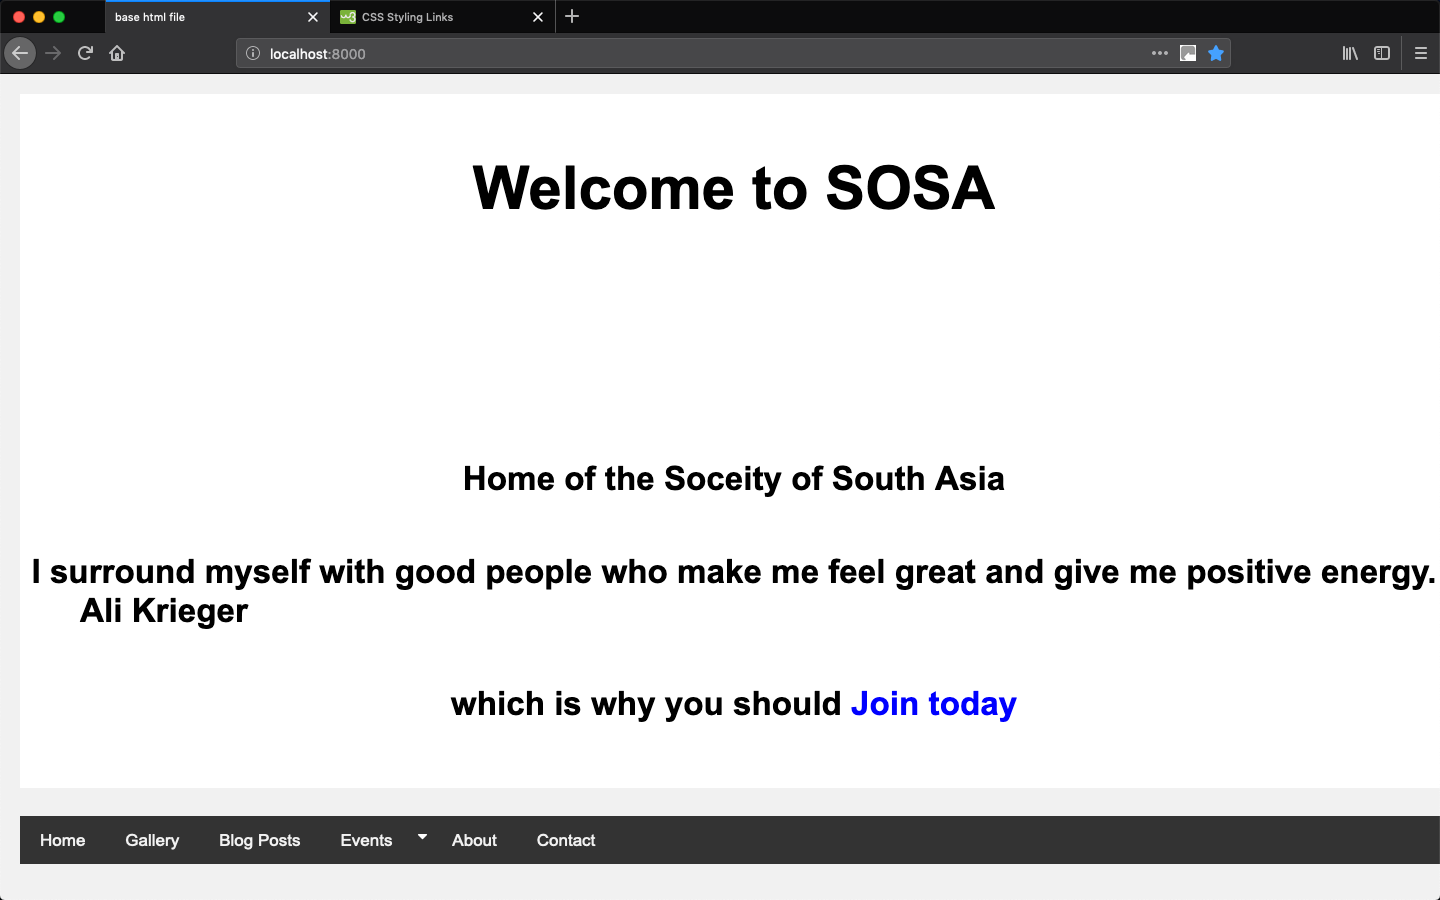 base html file
CSS Styling Links
localhost:8000
Welcome to SOSA
Home of the Soceity of South Asia
I surround myself with good people who make me feel great and give me positive energy.
Ali Krieger
which is why you should Join today
Home Gallery Blog Posts Events About Contact